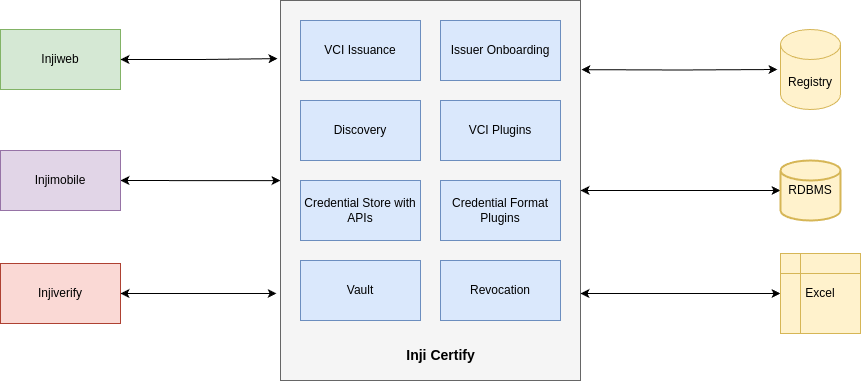 Injiweb
Injimobile
Injiverify
VCI Issuance
Issuer Onboarding
Discovery
VCI Plugins
Credential Store with
APIs
Credential Format
Plugins
Vault
Revocation
Inji Certify
Registry
RDBMS
Excel